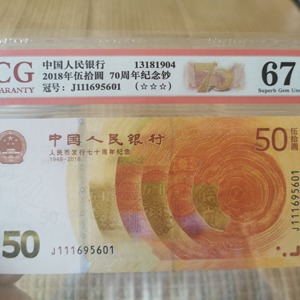 CG
ARANTY
中国人民银行 13181904
2018年伍拾圆 70周年纪念钞
冠号: J111695601 (☆☆☆)
70
67
Superb Gem Unc
中国人民银行
人民币发行七十周年纪念
1948-2018
50
伍拾圆
50
J111695601